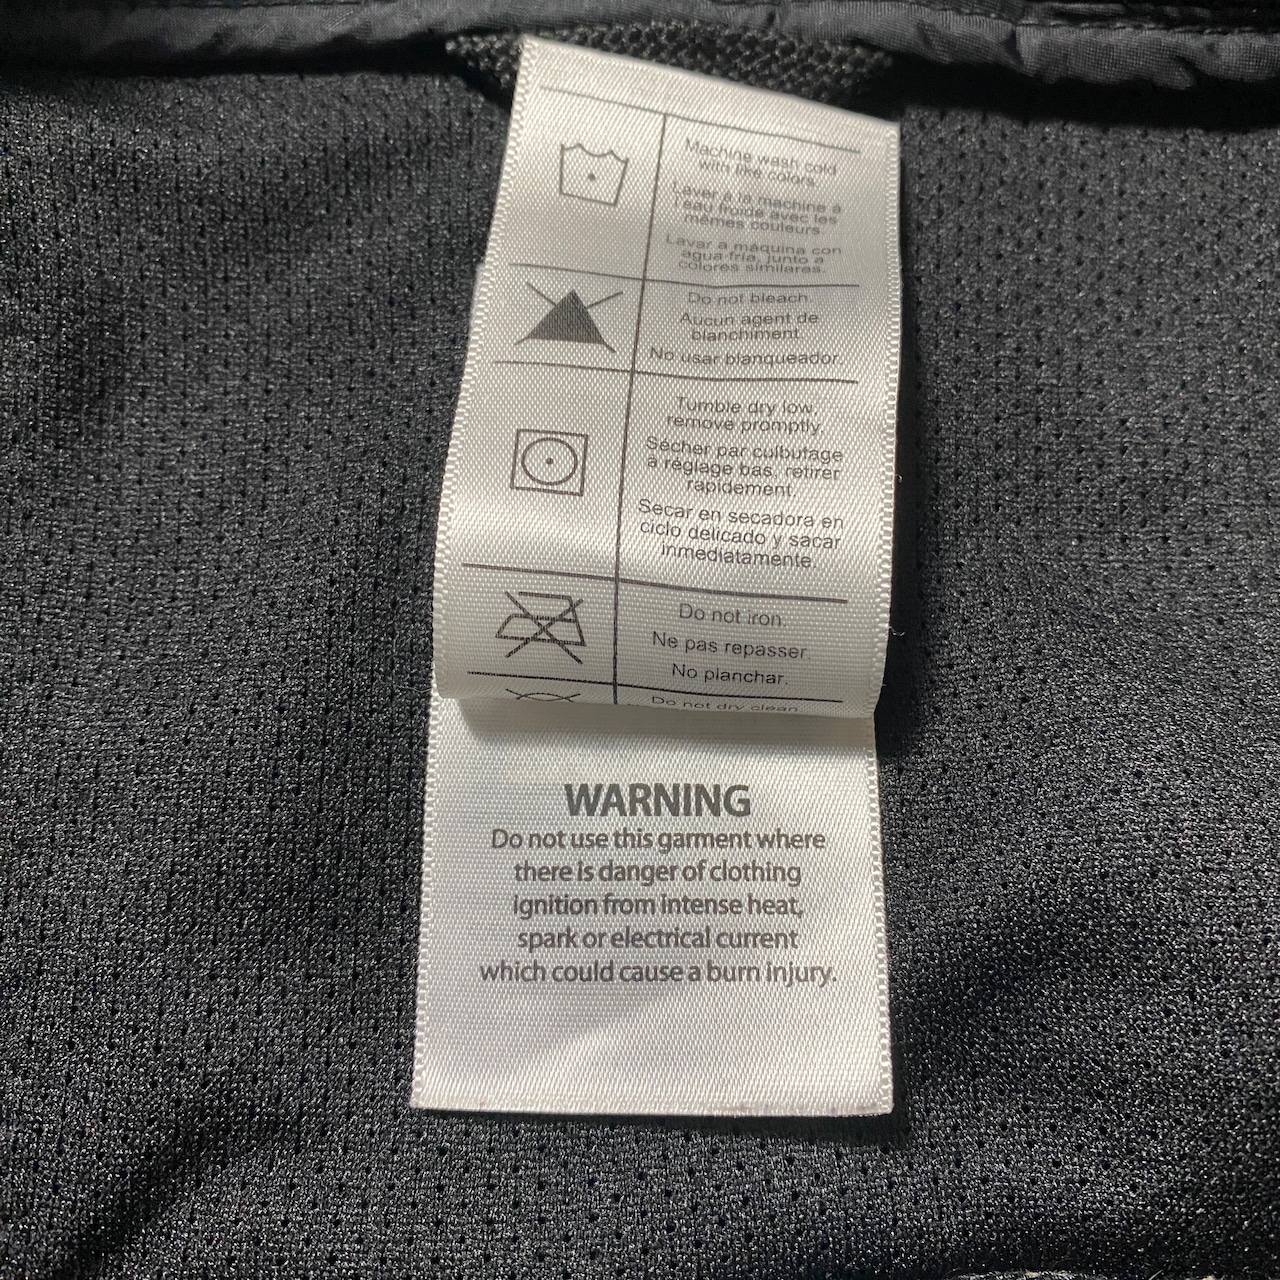 Machine wash cold
with like colors.
Laver à la machine à
l'eau froide avec les
mêmes couleurs.
Lavar a máquina con
agua fría, junto a
colores similares.
Do not bleach.
Aucun agent de
blanchiment.
No usar blanqueador.
Tumble dry low,
remove promptly.
Sécher par culbutage
à réglage bas, retirer
rapidement.
Secar en secadora en
ciclo delicado y sacar
inmediatamente.
Do not iron.
Ne pas repasser.
No planchar.
Do not dry clean.
WARNING
Do not use this garment where
there is danger of clothing
ignition from intense heat,
spark or electrical current
which could cause a burn injury.